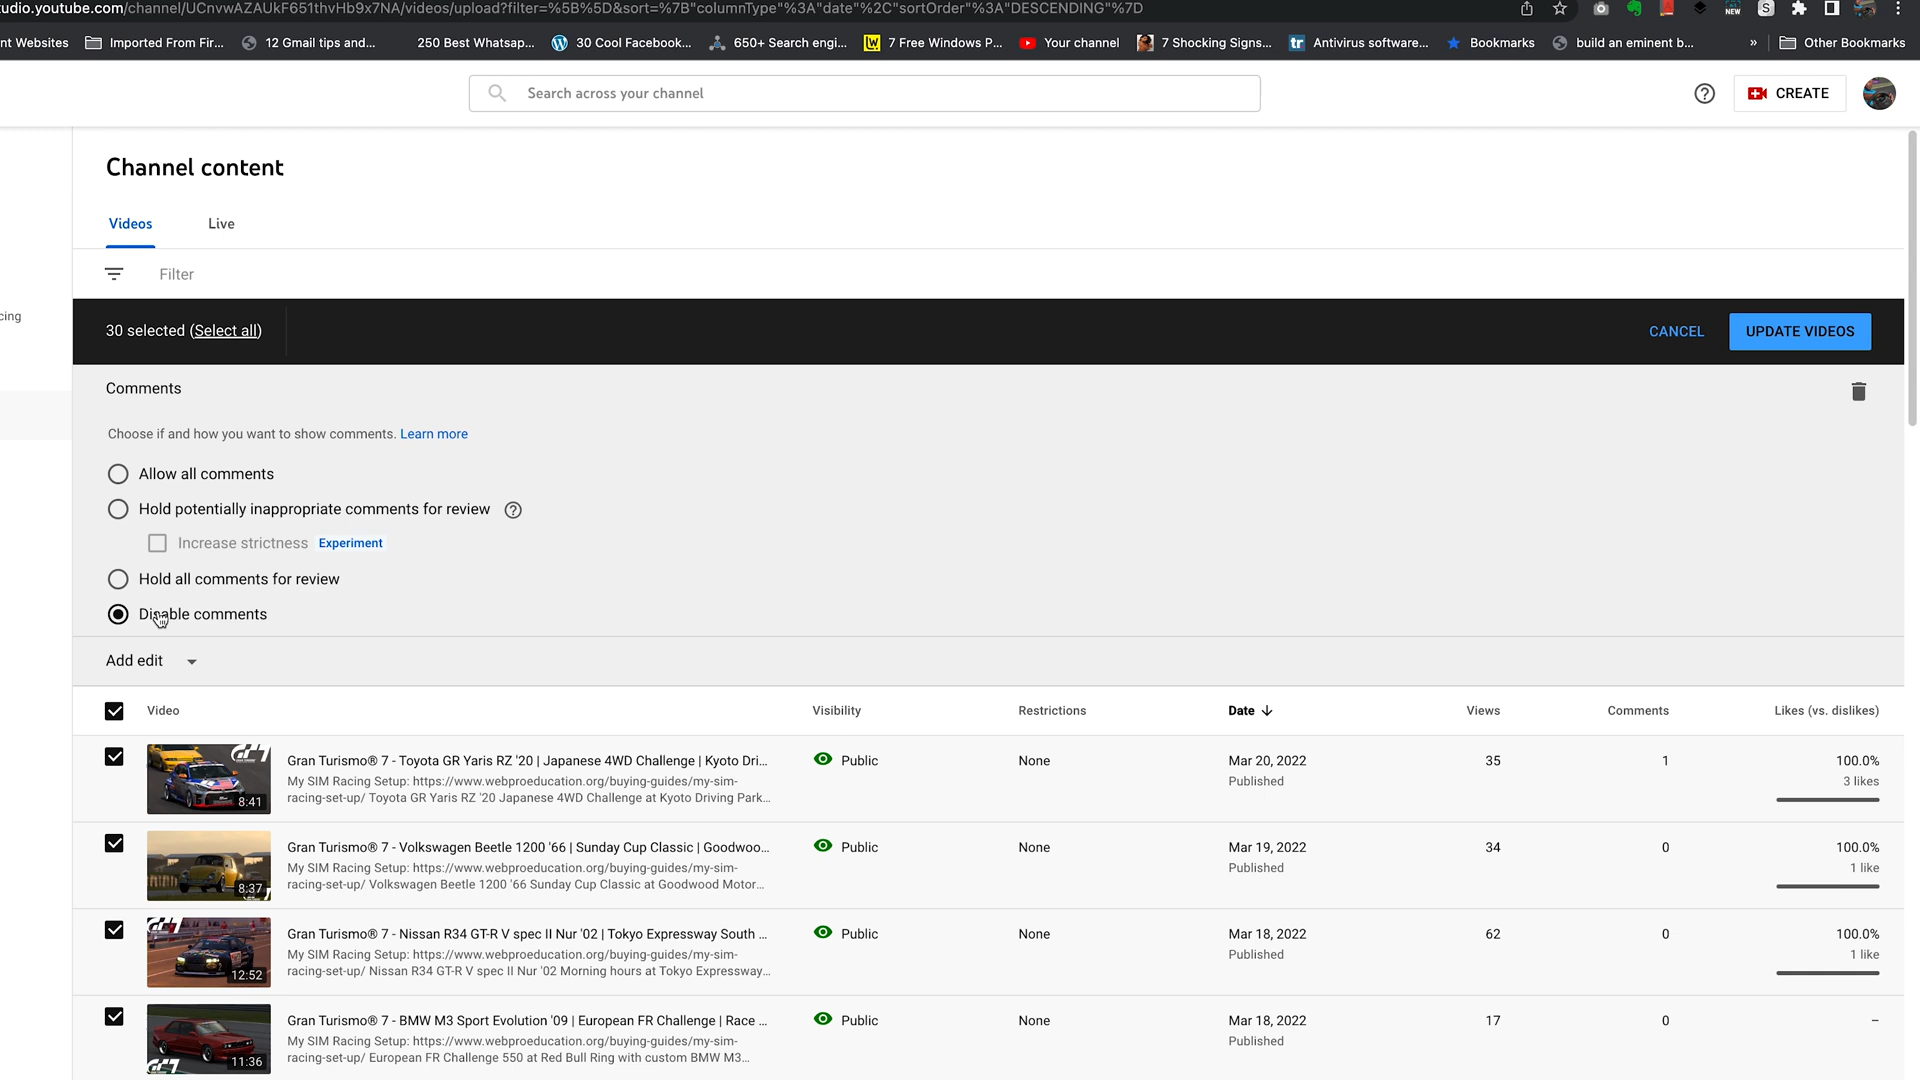 tudio.youtube.com/channel/UCnvwAZAUkF651thvHb9x7NA/videos/upload?filter=%5B%5D&sort=%7B"columnType"%3A"date"%2C"sortOrder"%3A"DESCENDING"%7D
nt Websites Imported From Fir... 12 Gmail tips and... 250 Best Whatsap... 30 Cool Facebook... 650+ Search engi... 7 Free Windows P... Your channel 7 Shocking Signs... Antivirus software... Bookmarks build an eminent b... » Other Bookmarks
Search across your channel
CREATE
Channel content
Videos Live
Filter
cing
30 selected (Select all) CANCEL UPDATE VIDEOS
Comments
Choose if and how you want to show comments. Learn more
Allow all comments
Hold potentially inappropriate comments for review
Increase strictness Experiment
Hold all comments for review
Disable comments
Add edit
Video Visibility Restrictions Date Views Comments Likes (vs. dislikes)
Gran Turismo® 7 - Toyota GR Yaris RZ '20 | Japanese 4WD Challenge | Kyoto Dri... Public None Mar 20, 2022 35 1 100.0%
My SIM Racing Setup: https://www.webproeducation.org/buying-guides/my-sim- Published 3 likes
racing-set-up/ Toyota GR Yaris RZ '20 Japanese 4WD Challenge at Kyoto Driving Park...
8:41
Gran Turismo® 7 - Volkswagen Beetle 1200 '66 | Sunday Cup Classic | Goodwoo... Public None Mar 19, 2022 34 0 100.0%
My SIM Racing Setup: https://www.webproeducation.org/buying-guides/my-sim- Published 1 like
racing-set-up/ Volkswagen Beetle 1200 '66 Sunday Cup Classic at Goodwood Motor...
8:37
Gran Turismo® 7 - Nissan R34 GT-R V spec II Nur '02 | Tokyo Expressway South ... Public None Mar 18, 2022 62 0 100.0%
My SIM Racing Setup: https://www.webproeducation.org/buying-guides/my-sim- Published 1 like
racing-set-up/ Nissan R34 GT-R V spec II Nur '02 Morning hours at Tokyo Expressway...
12:52
Gran Turismo® 7 - BMW M3 Sport Evolution '09 | European FR Challenge | Race ... Public None Mar 18, 2022 17 0 –
My SIM Racing Setup: https://www.webproeducation.org/buying-guides/my-sim- Published
racing-set-up/ European FR Challenge 550 at Red Bull Ring with custom BMW M3...
11:36